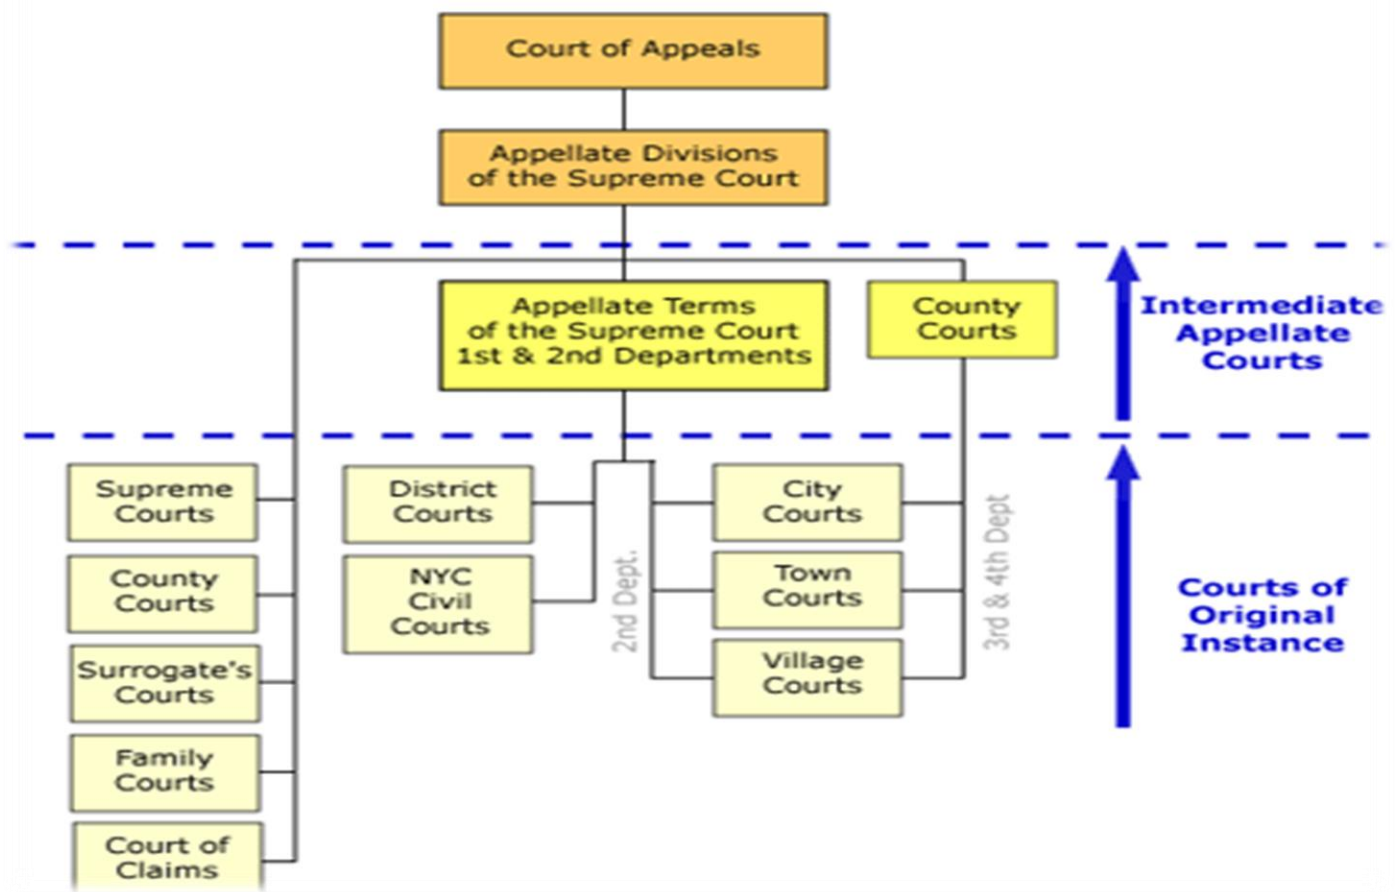 Court of Appeals
Appellate Divisions
of the Supreme Court
Appellate Terms
of the Supreme Court
1st & 2nd Departments
County
Courts
Intermediate
Appellate
Courts
Supreme
Courts
County
Courts
Surrogate's
Courts
Family
Courts
Court of
Claims
District
Courts
NYC
Civil
Courts
2nd Dept.
City
Courts
Town
Courts
Village
Courts
3rd & 4th Dept
Courts of
Original
Instance